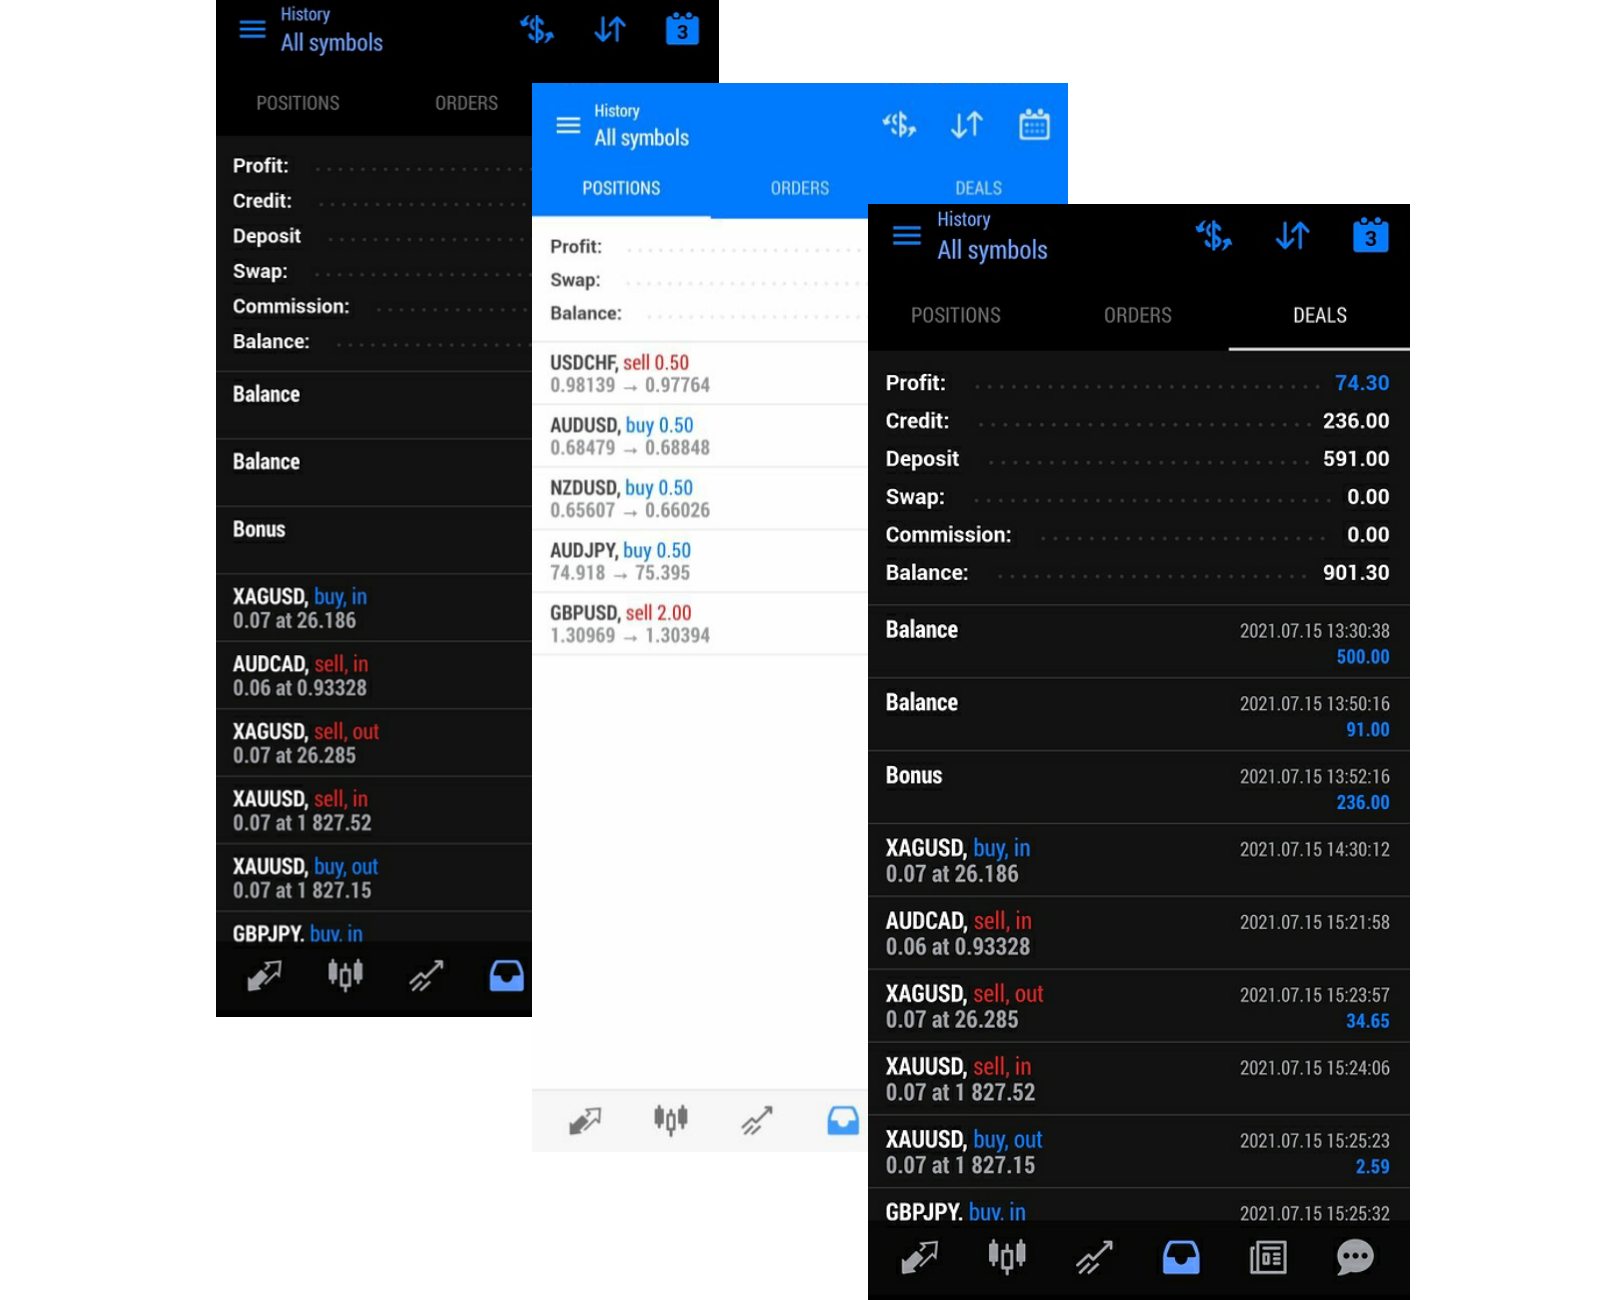 History
All symbols
3
POSITIONS ORDERS
Profit:
Credit:
Deposit
Swap:
Commission:
Balance:
Balance
Balance
Bonus
XAGUSD, buy, in
0.07 at 26.186
AUDCAD, sell, in
0.06 at 0.93328
XAGUSD, sell, out
0.07 at 26.285
XAUUSD, sell, in
0.07 at 1 827.52
XAUUSD, buy, out
0.07 at 1 827.15
GBPJPY, buy, in
History
All symbols
POSITIONS ORDERS DEALS
Profit:
Swap:
Balance:
USDCHF, sell 0.50
0.98139 → 0.97764
AUDUSD, buy 0.50
0.68479 → 0.68848
NZDUSD, buy 0.50
0.65607 → 0.66026
AUDJPY, buy 0.50
74.918 → 75.395
GBPUSD, sell 2.00
1.30969 → 1.30394
History
All symbols
3
POSITIONS ORDERS DEALS
Profit: 74.30
Credit: 236.00
Deposit 591.00
Swap: 0.00
Commission: 0.00
Balance: 901.30
Balance 2021.07.15 13:30:38
500.00
Balance 2021.07.15 13:50:16
91.00
Bonus 2021.07.15 13:52:16
236.00
XAGUSD, buy, in 2021.07.15 14:30:12
0.07 at 26.186
AUDCAD, sell, in 2021.07.15 15:21:58
0.06 at 0.93328
XAGUSD, sell, out 2021.07.15 15:23:57
0.07 at 26.285 34.65
XAUUSD, sell, in 2021.07.15 15:24:06
0.07 at 1 827.52
XAUUSD, buy, out 2021.07.15 15:25:23
0.07 at 1 827.15 2.59
GBPJPY, buy, in 2021.07.15 15:25:32